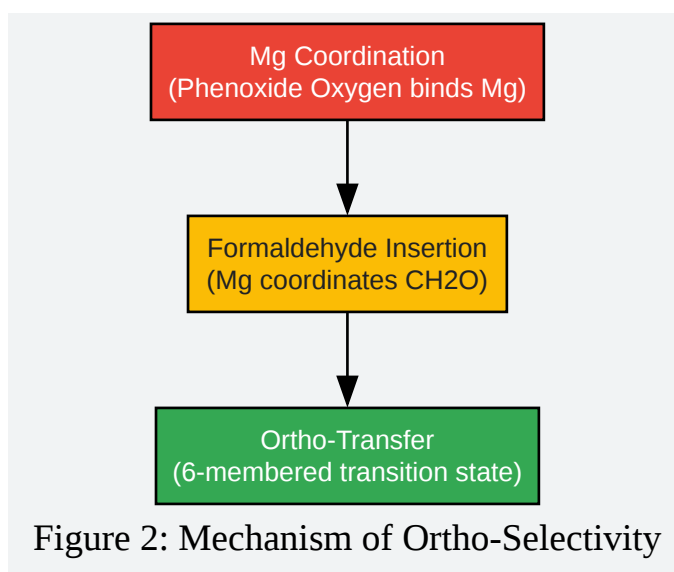 Mg Coordination
(Phenoxide Oxygen binds Mg)
Formaldehyde Insertion
(Mg coordinates CH2O)
Ortho-Transfer
(6-membered transition state)
Figure 2: Mechanism of Ortho-Selectivity